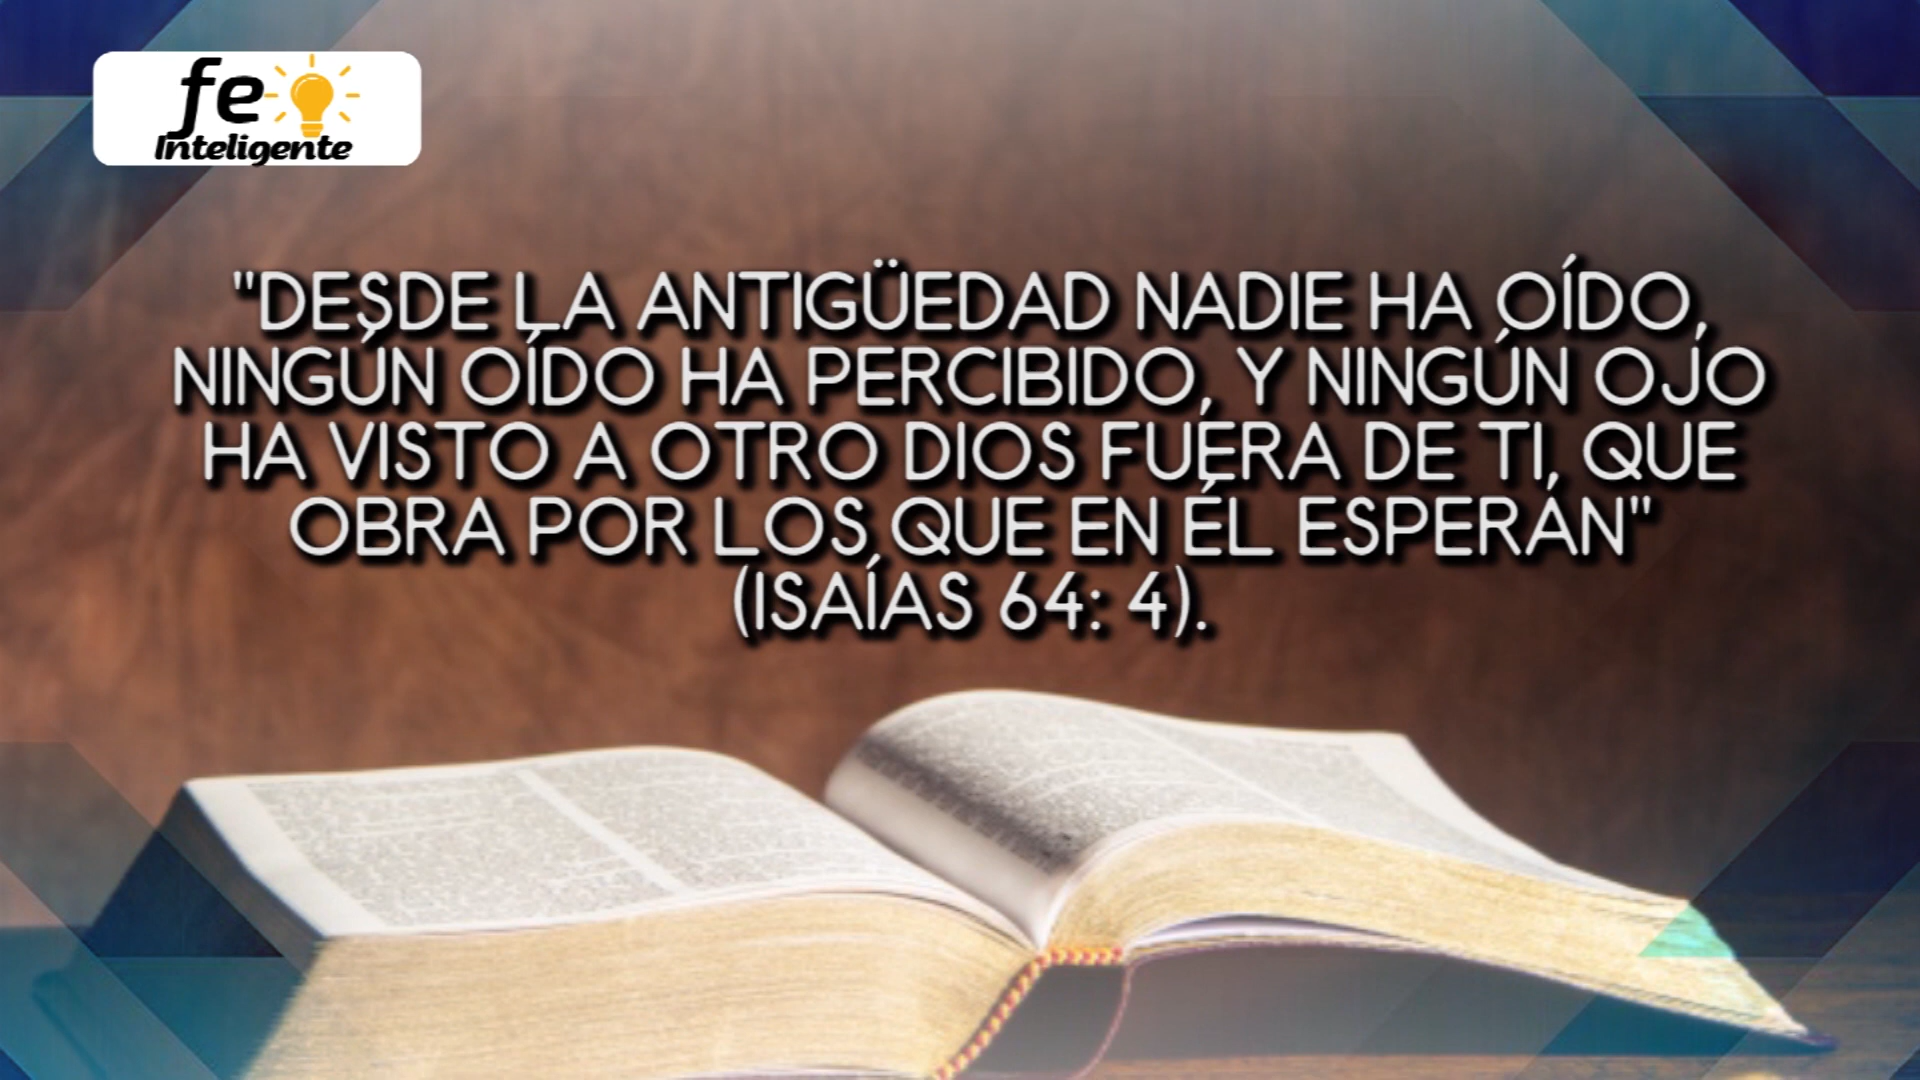 fe
Inteligente
"DESDE LA ANTIGÜEDAD NADIE HA OÍDO,
NINGÚN OÍDO HA PERCIBIDO, Y NINGÚN OJO
HA VISTO A OTRO DIOS FUERA DE TI, QUE
OBRA POR LOS QUE EN ÉL ESPERÁN"
(ISAÍAS 64: 4).